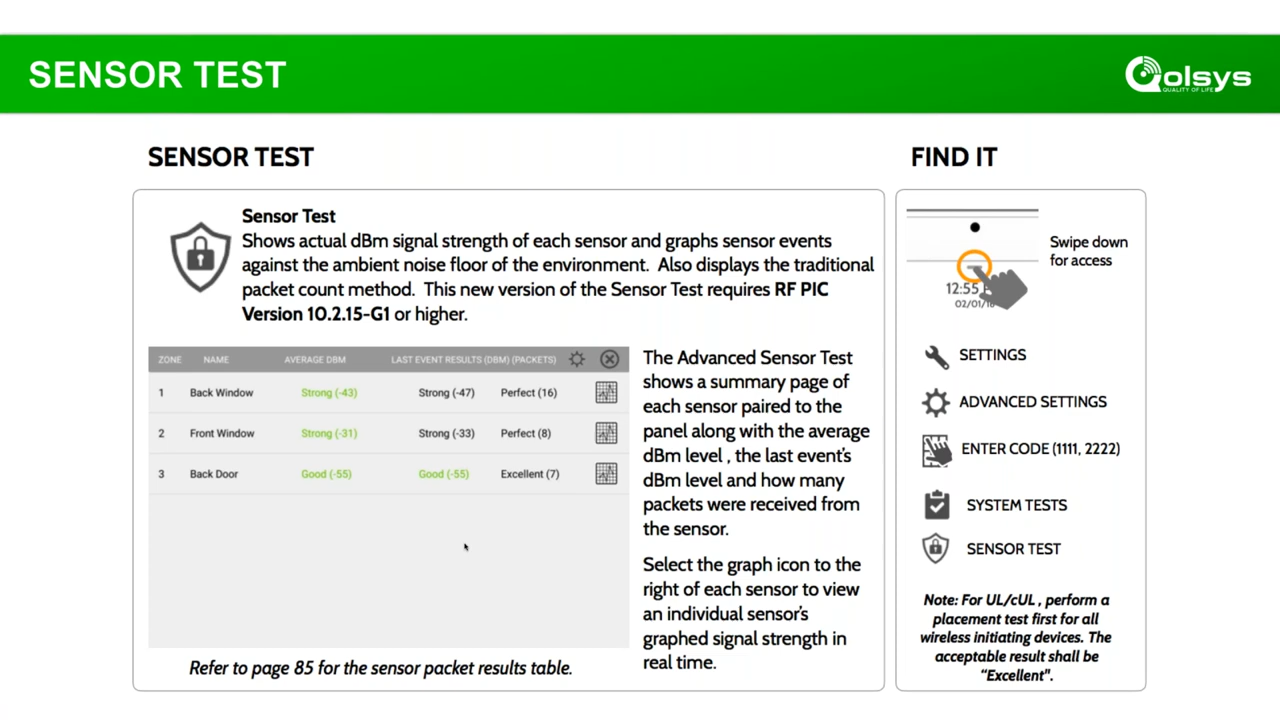 SENSOR TEST
Qolsys
QUALITY OF LIFE
SENSOR TEST
Sensor Test
Shows actual dBm signal strength of each sensor and graphs sensor events
against the ambient noise floor of the environment. Also displays the traditional
packet count method. This new version of the Sensor Test requires RF PIC
Version 10.2.15-G1 or higher.
ZONE NAME AVERAGE DBM LAST EVENT RESULTS (DBM) (PACKETS)
1 Back Window Strong (-43) Strong (-47) Perfect (16)
2 Front Window Strong (-31) Strong (-33) Perfect (8)
3 Back Door Good (-55) Good (-55) Excellent (7)
Refer to page 85 for the sensor packet results table.
The Advanced Sensor Test
shows a summary page of
each sensor paired to the
panel along with the average
dBm level , the last event's
dBm level and how many
packets were received from
the sensor.
Select the graph icon to the
right of each sensor to view
an individual sensor's
graphed signal strength in
real time.
FIND IT
Swipe down
for access
12:55
02/01/
SETTINGS
ADVANCED SETTINGS
ENTER CODE (1111, 2222)
SYSTEM TESTS
SENSOR TEST
Note: For UL/cUL , perform a
placement test first for all
wireless initiating devices. The
acceptable result shall be
"Excellent".